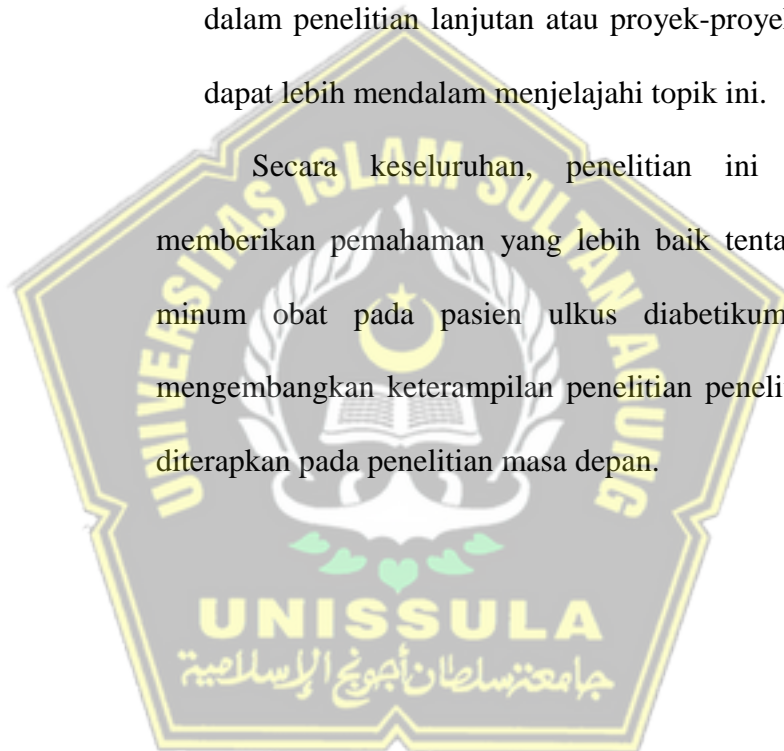 dalam penelitian lanjutan atau proyek-proye
dapat lebih mendalam menjelajahi topik ini.
Secara keseluruhan, penelitian ini
memberikan pemahaman yang lebih baik tenta
minum obat pada pasien ulkus diabetikum
mengembangkan keterampilan penelitian peneli
diterapkan pada penelitian masa depan.
UNIVERSITAS ISLAM SULTAN AGUNG
UNISSULA
جامعة سلطان أجونج الإسلامية